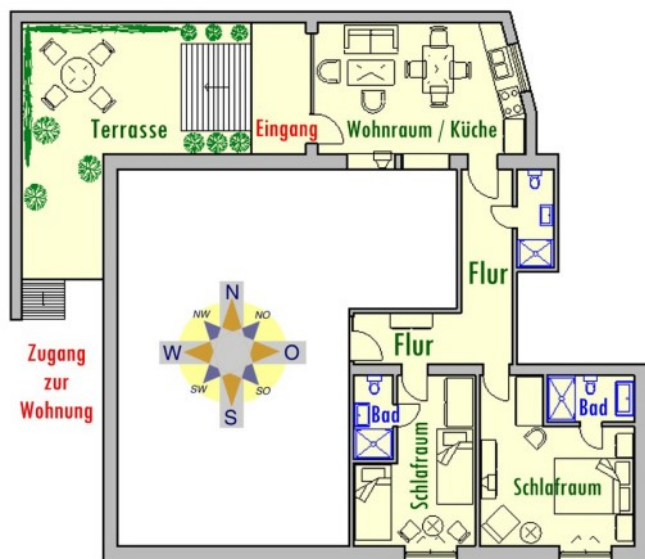 Terrasse
Eingang
Wohnraum / Küche
Flur
N
NW
NO
W
O
SW
SO
S
Zugang
zur
Wohnung
Flur
Bad
Bad
Schlafraum
Schlafraum